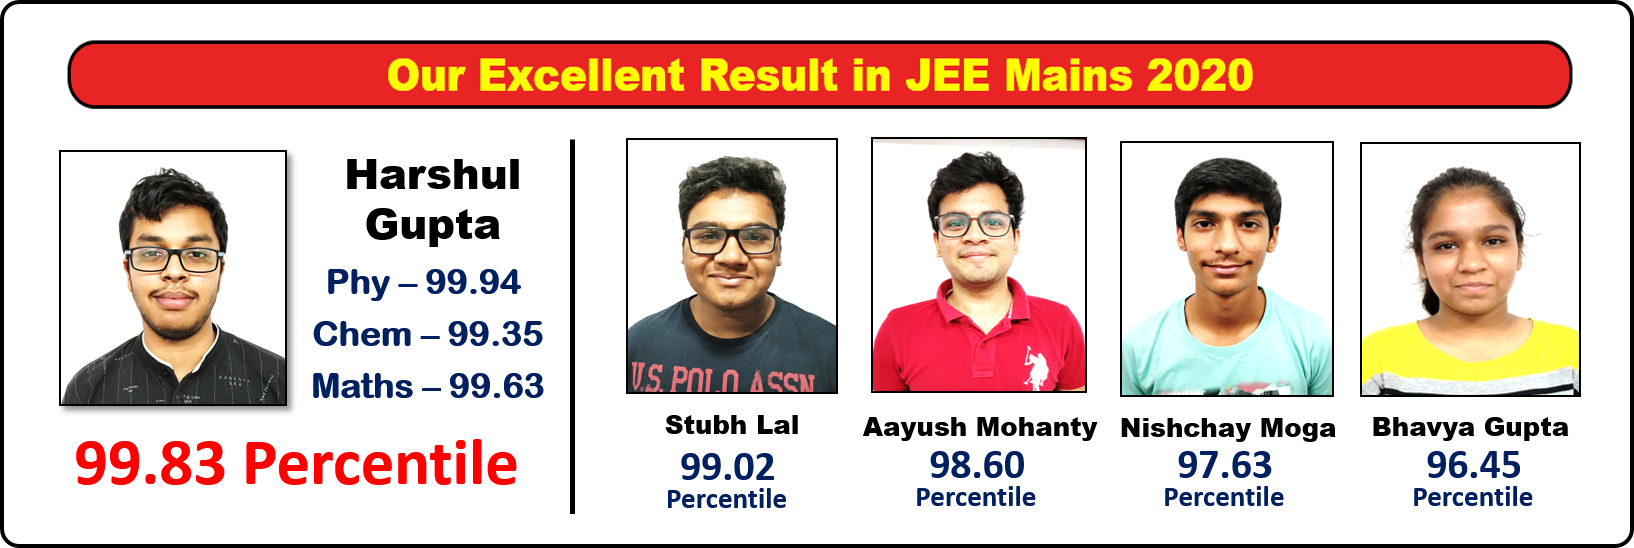 Our Excellent Result in JEE Mains 2020
Harshul
Gupta
Phy – 99.94
Chem – 99.35
Maths – 99.63
99.83 Percentile
U.S. POLO ASSN
Stubh Lal
99.02
Percentile
Aayush Mohanty
98.60
Percentile
Nishchay Moga
97.63
Percentile
Bhavya Gupta
96.45
Percentile